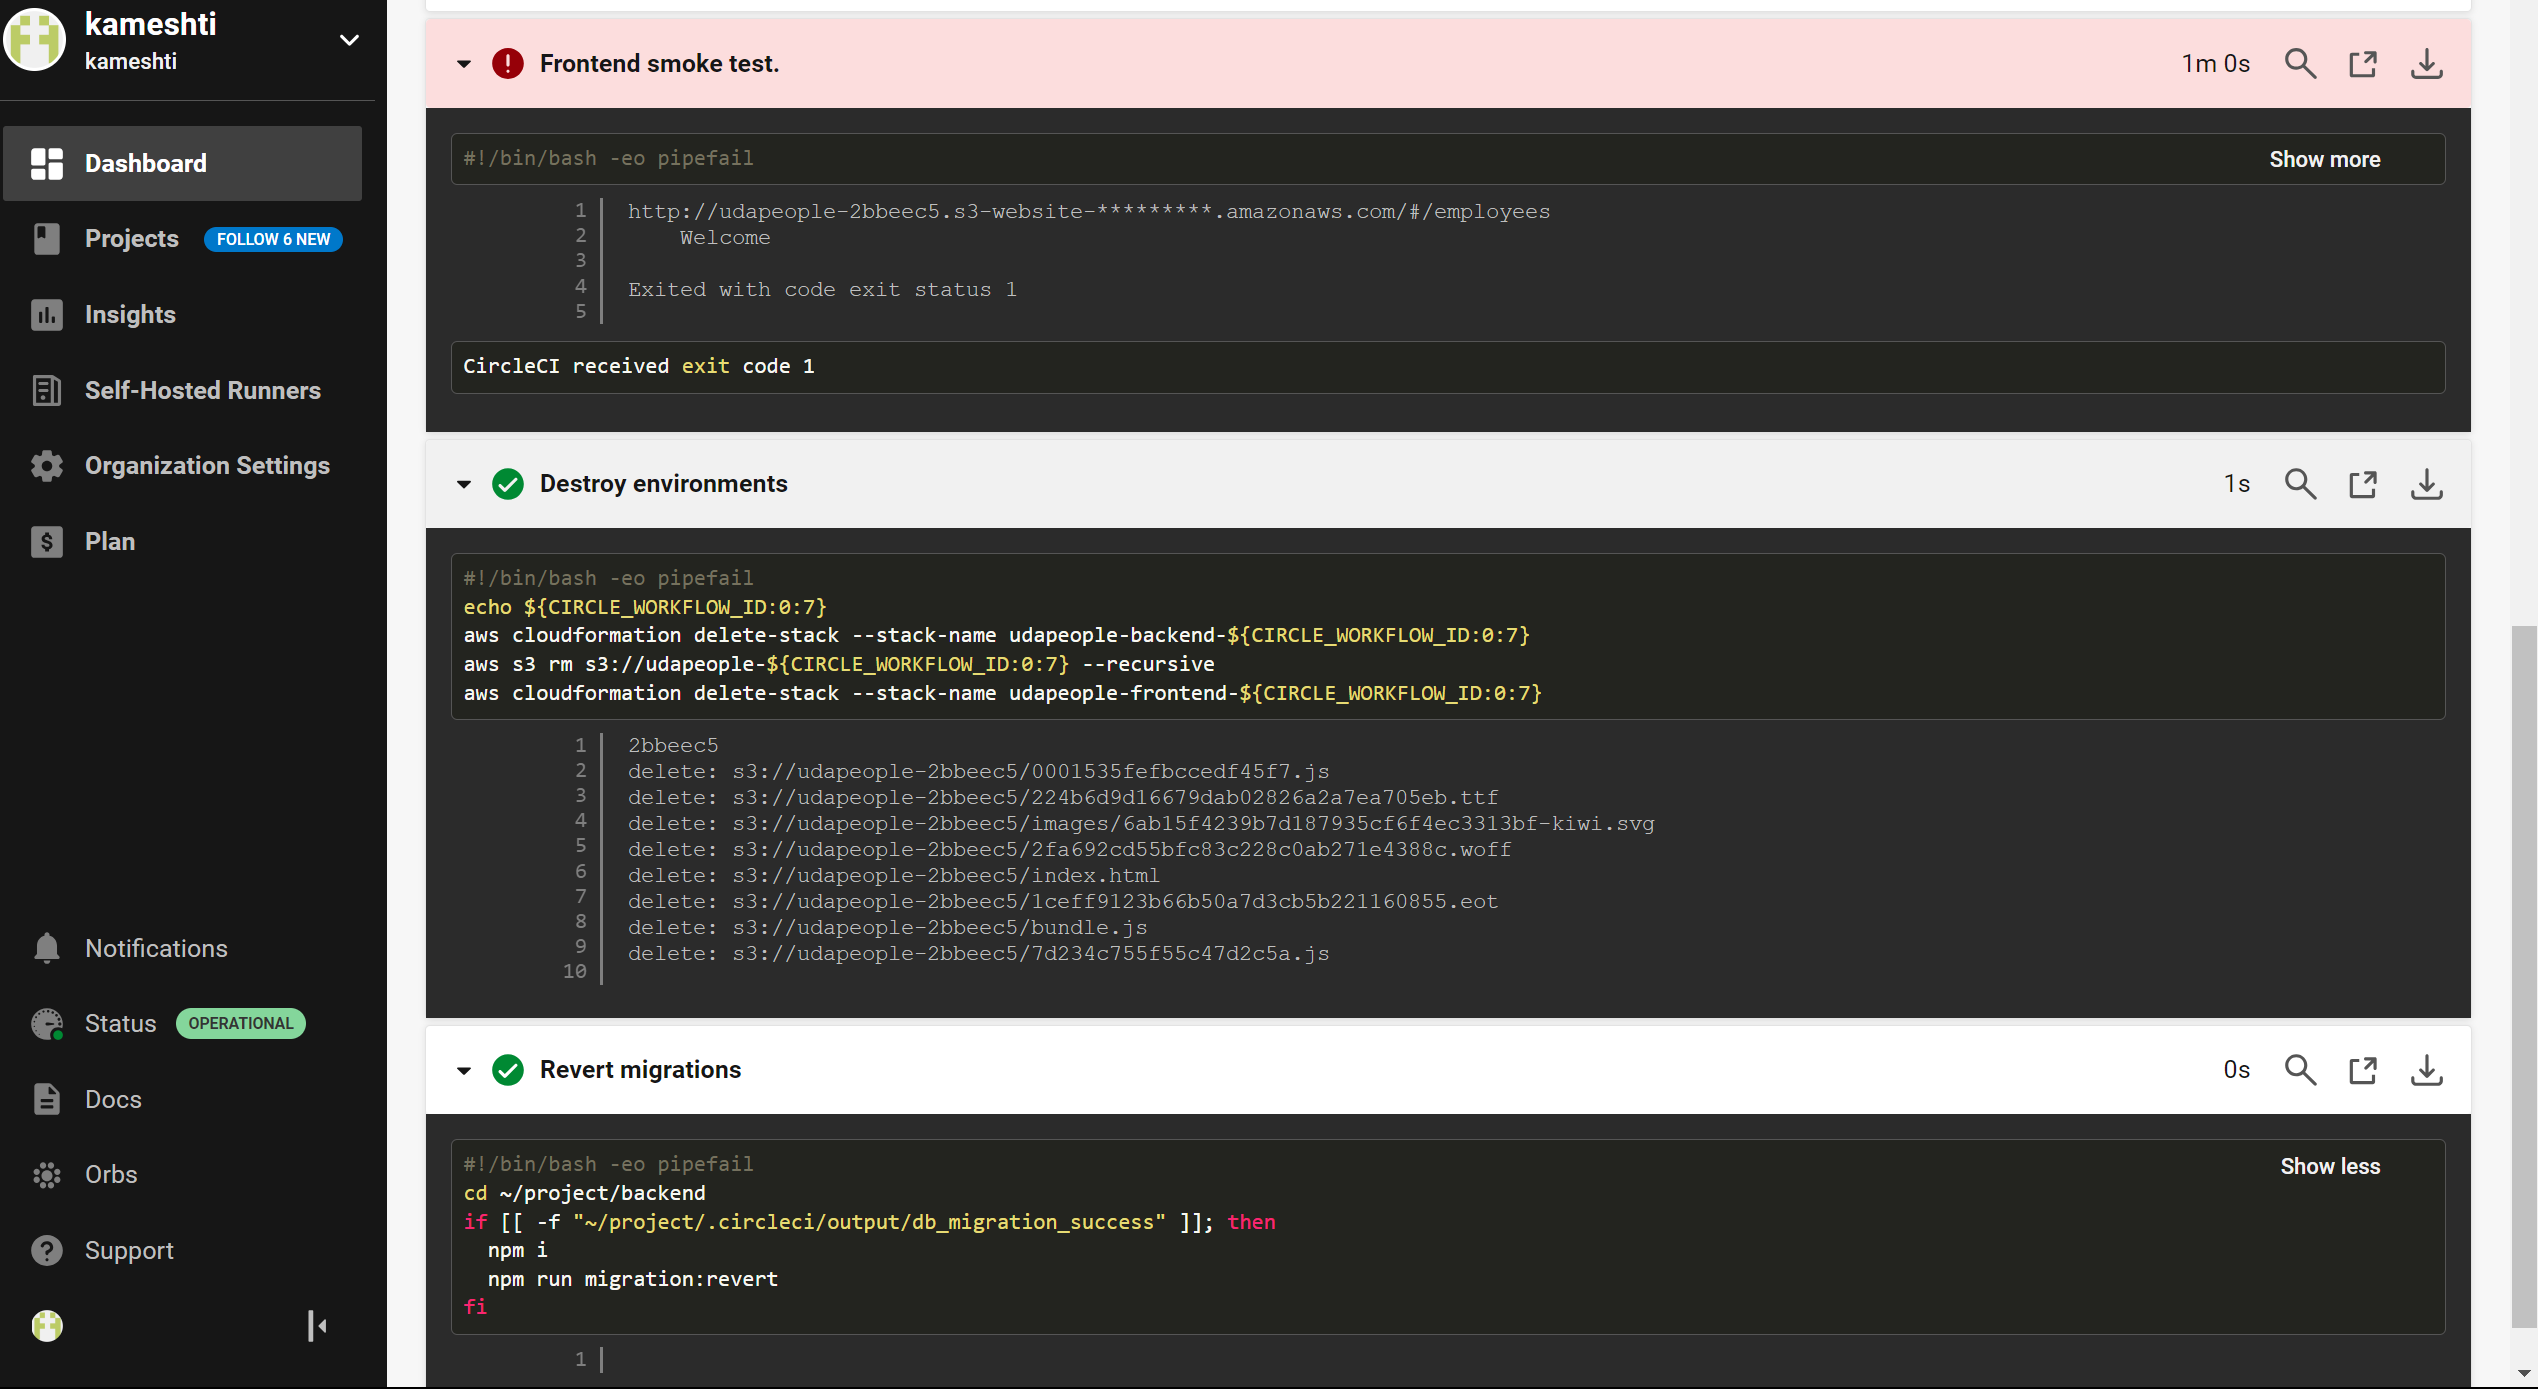 kameshti
kameshti
Dashboard
Projects FOLLOW 6 NEW
Insights
Self-Hosted Runners
Organization Settings
Plan
Notifications
Status OPERATIONAL
Docs
Orbs
Support
Frontend smoke test. 1m 0s
#!/bin/bash -eo pipefail Show more
1 http://udapeople-2bbeec5.s3-website-*********.amazonaws.com/#/employees
2 Welcome
3
4 Exited with code exit status 1
5
CircleCI received exit code 1
Destroy environments 1s
#!/bin/bash -eo pipefail
echo ${CIRCLE_WORKFLOW_ID:0:7}
aws cloudformation delete-stack --stack-name udapeople-backend-${CIRCLE_WORKFLOW_ID:0:7}
aws s3 rm s3://udapeople-${CIRCLE_WORKFLOW_ID:0:7} --recursive
aws cloudformation delete-stack --stack-name udapeople-frontend-${CIRCLE_WORKFLOW_ID:0:7}
1 2bbeec5
2 delete: s3://udapeople-2bbeec5/0001535fefbccedf45f7.js
3 delete: s3://udapeople-2bbeec5/224b6d9d16679dab02826a2a7ea705eb.ttf
4 delete: s3://udapeople-2bbeec5/images/6ab15f4239b7d187935cf6f4ec3313bf-kiwi.svg
5 delete: s3://udapeople-2bbeec5/2fa692cd55bfc83c228c0ab271e4388c.woff
6 delete: s3://udapeople-2bbeec5/index.html
7 delete: s3://udapeople-2bbeec5/1ceff9123b66b50a7d3cb5b221160855.eot
8 delete: s3://udapeople-2bbeec5/bundle.js
9 delete: s3://udapeople-2bbeec5/7d234c755f55c47d2c5a.js
10
Revert migrations 0s
#!/bin/bash -eo pipefail Show less
cd ~/project/backend
if [[ -f "~/project/.circleci/output/db_migration_success" ]]; then
npm i
npm run migration:revert
fi
1